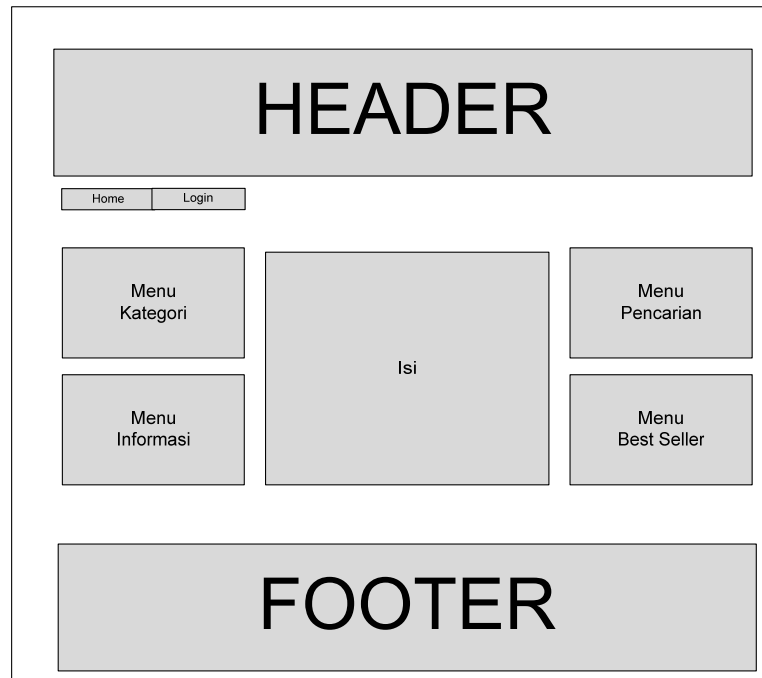 HEADER
Home
Login
Menu
Kategori
Isi
Menu
Pencarian
Menu
Informasi
Menu
Best Seller
FOOTER